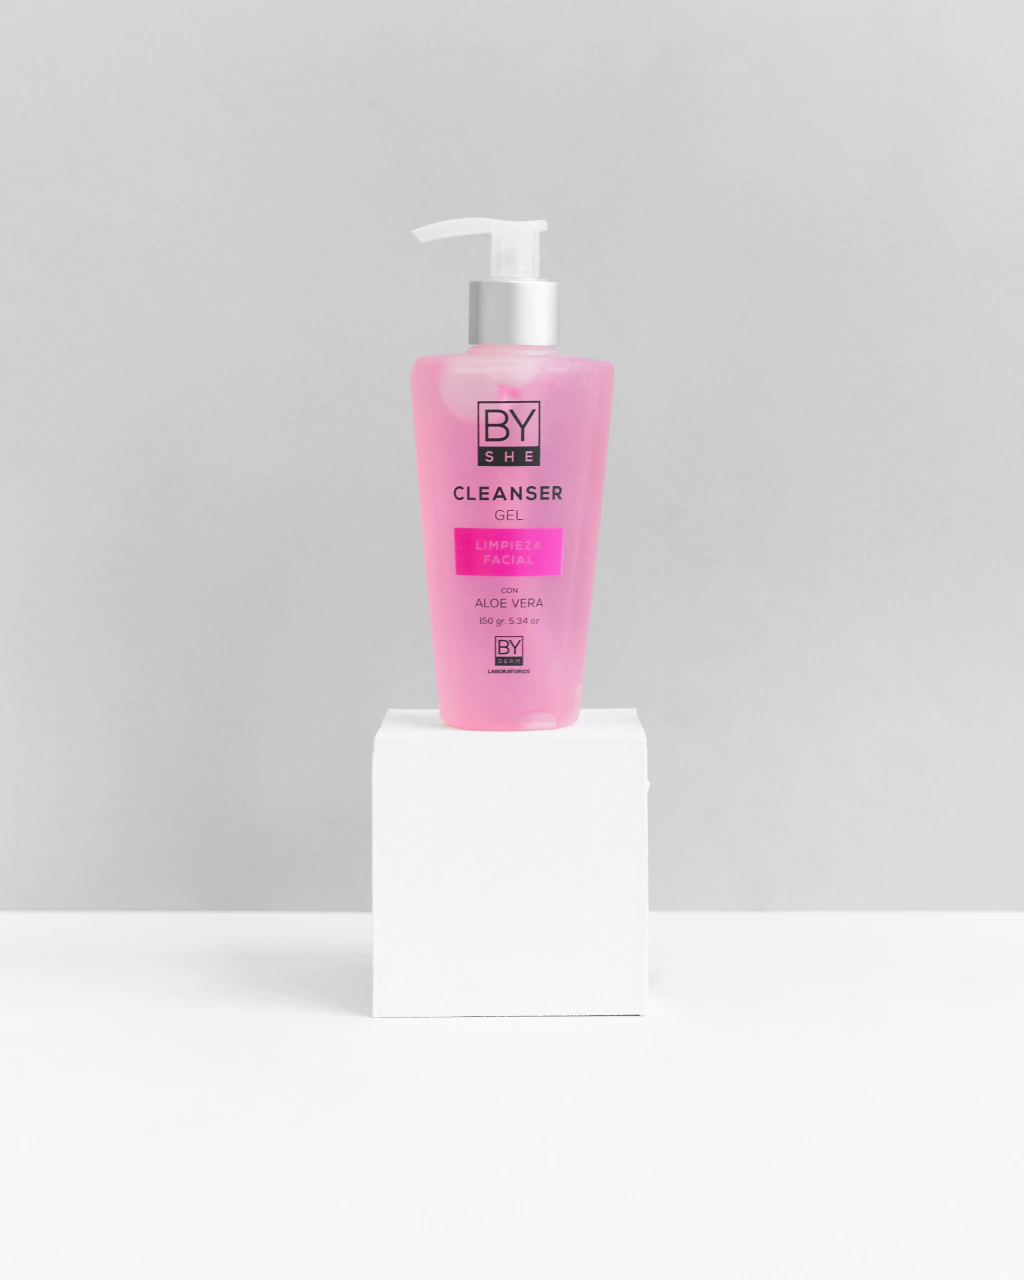 BY
SHE
CLEANSER
GEL
LIMPIEZA
FACIAL
CON
ALOE VERA
150 gr. 5.34 oz
BY
DERM
LABORATORIOS